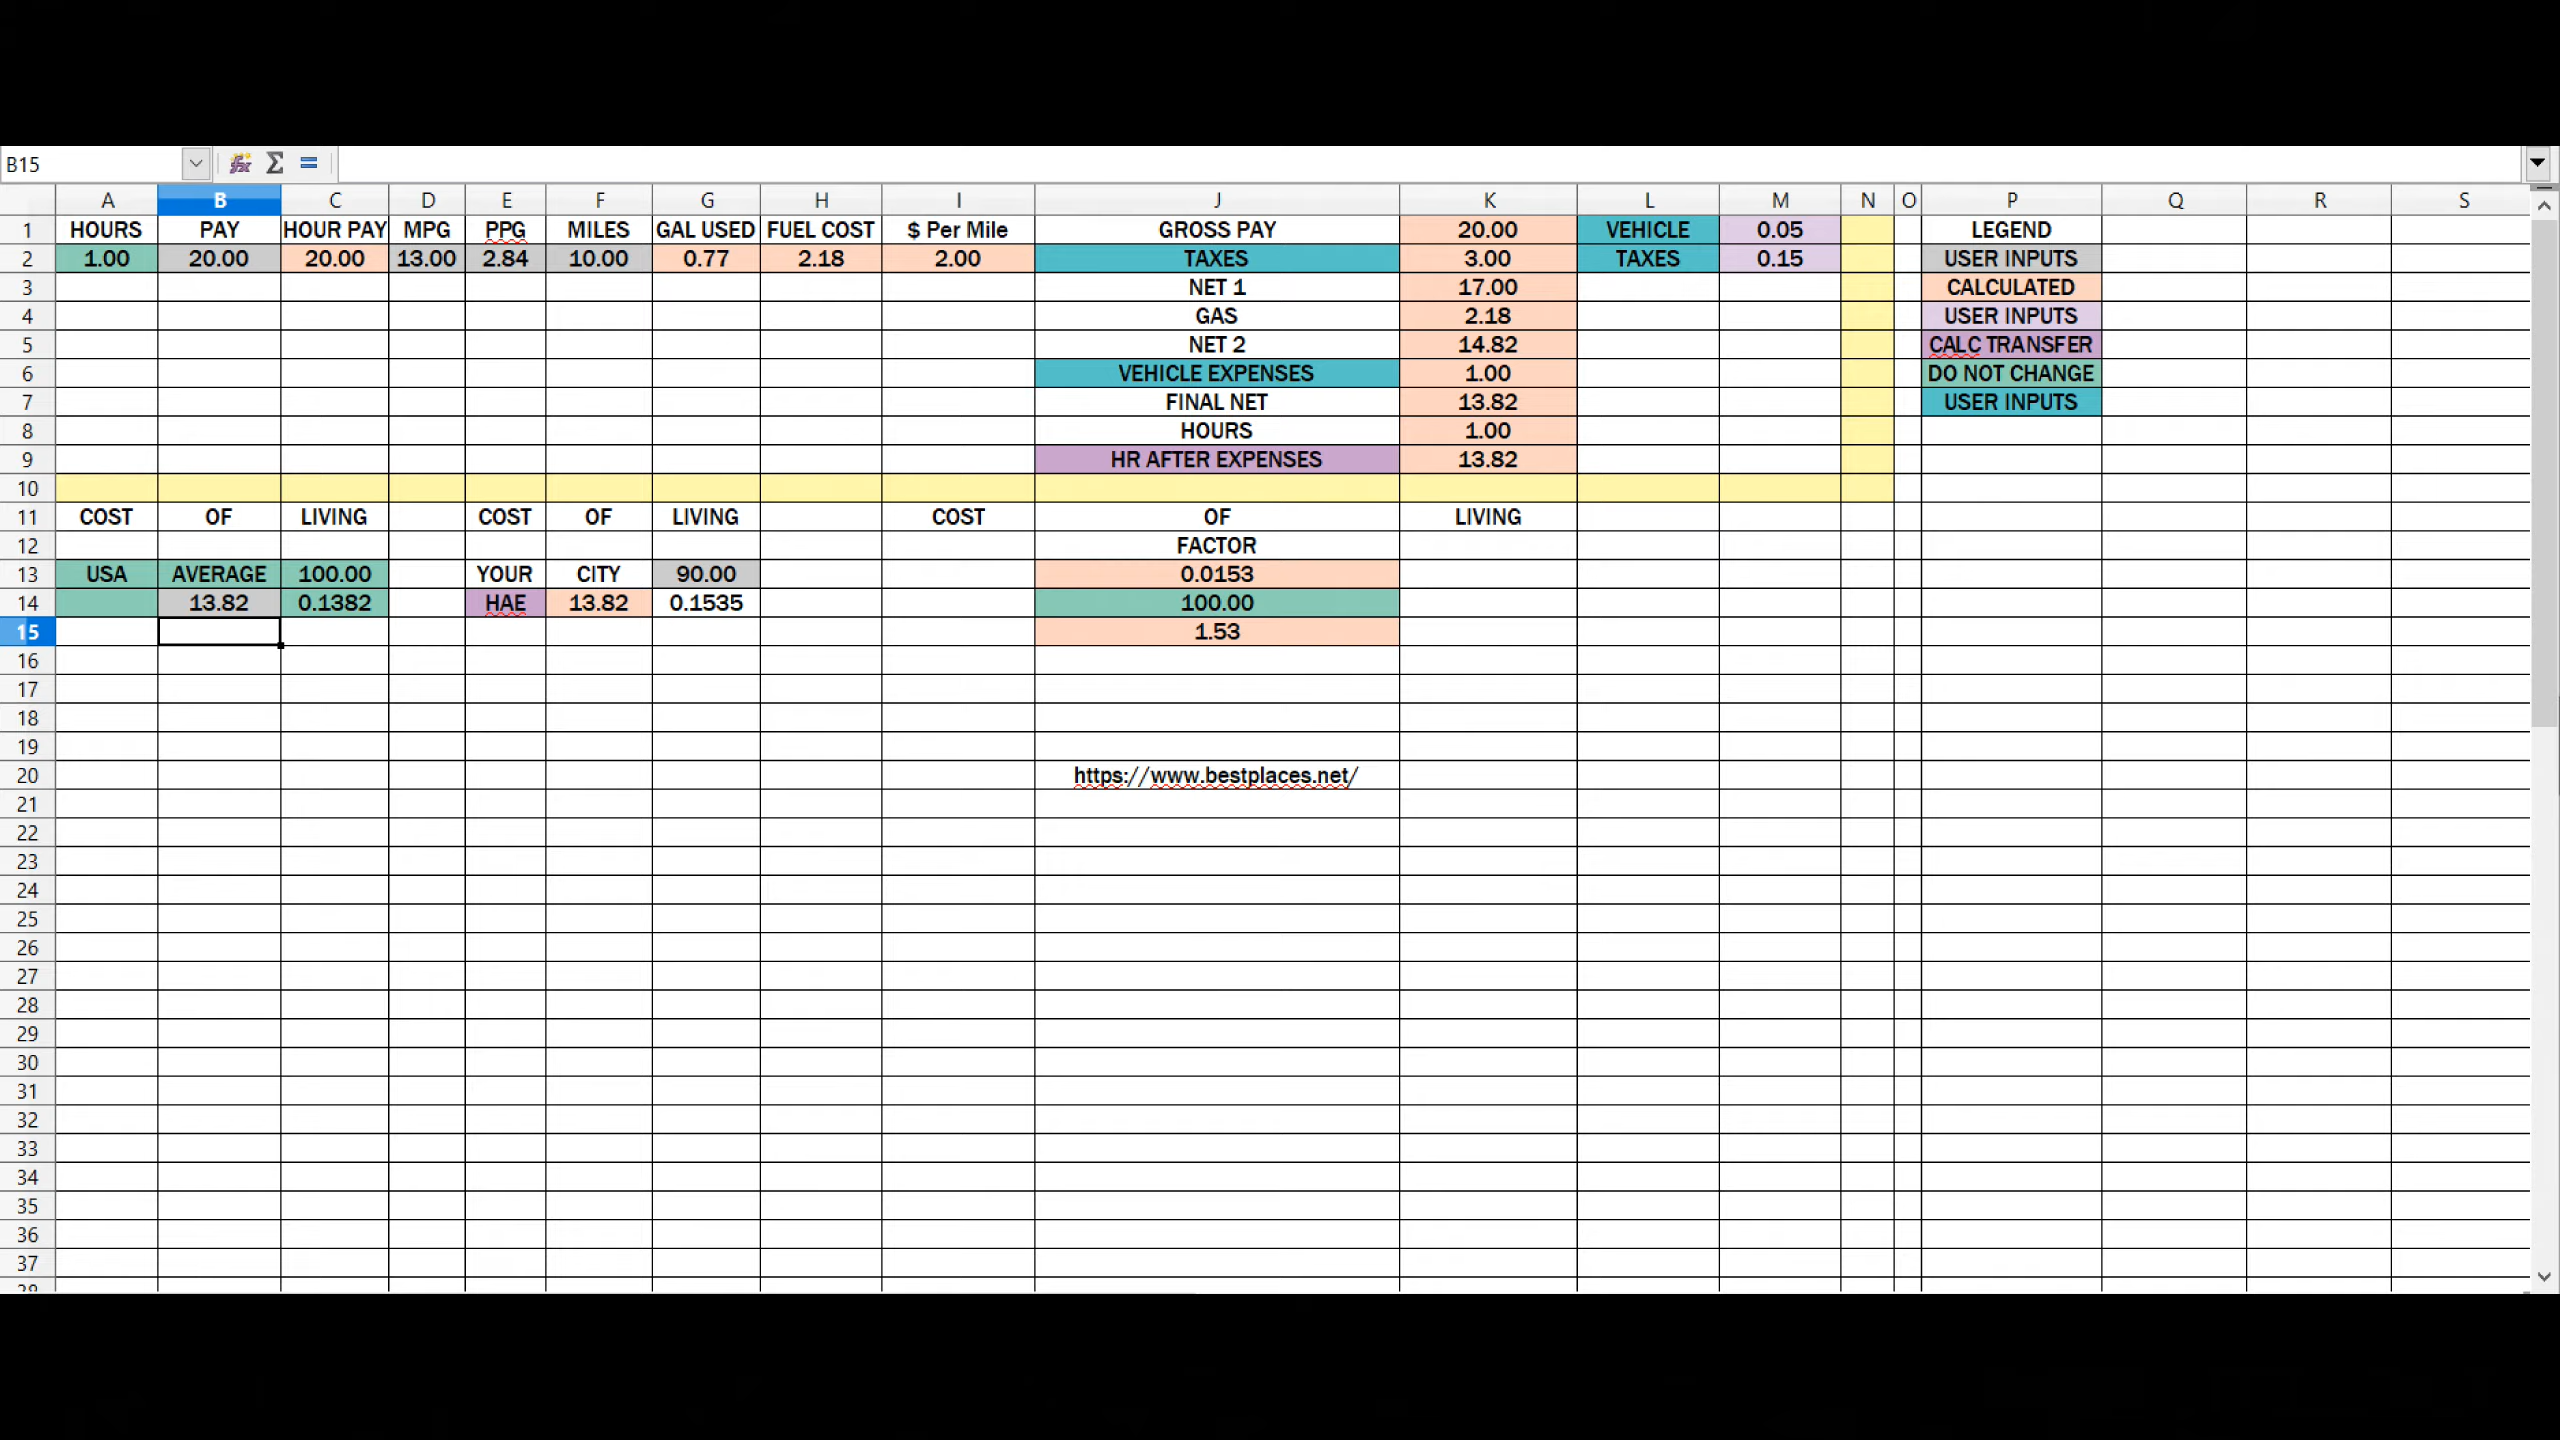 B15
A B C D E F G H I J K L M N O P Q R S
1 HOURS PAY HOUR PAY MPG PPG MILES GAL USED FUEL COST $ Per Mile GROSS PAY 20.00 VEHICLE 0.05 LEGEND
2 1.00 20.00 20.00 13.00 2.84 10.00 0.77 2.18 2.00 TAXES 3.00 TAXES 0.15 USER INPUTS
3 NET 1 17.00 CALCULATED
4 GAS 2.18 USER INPUTS
5 NET 2 14.82 CALC TRANSFER
6 VEHICLE EXPENSES 1.00 DO NOT CHANGE
7 FINAL NET 13.82 USER INPUTS
8 HOURS 1.00
9 HR AFTER EXPENSES 13.82
10
11 COST OF LIVING COST OF LIVING COST OF LIVING
12 FACTOR
13 USA AVERAGE 100.00 YOUR CITY 90.00 0.0153
14 13.82 0.1382 HAE 13.82 0.1535 100.00
15 1.53
16
17
18
19
20 https://www.bestplaces.net/
21
22
23
24
25
26
27
28
29
30
31
32
33
34
35
36
37